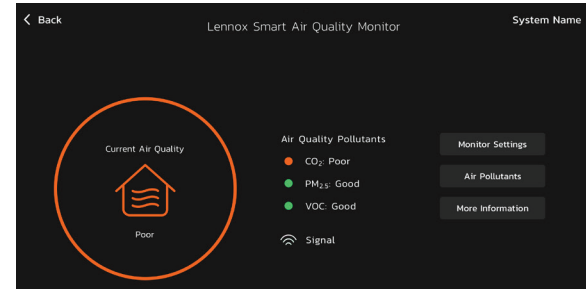 Back
Lennox Smart Air Quality Monitor
System Name
Current Air Quality
Poor
Air Quality Pollutants
CO₂: Poor
PM₂.₅: Good
VOC: Good
Signal
Monitor Settings
Air Pollutants
More Information